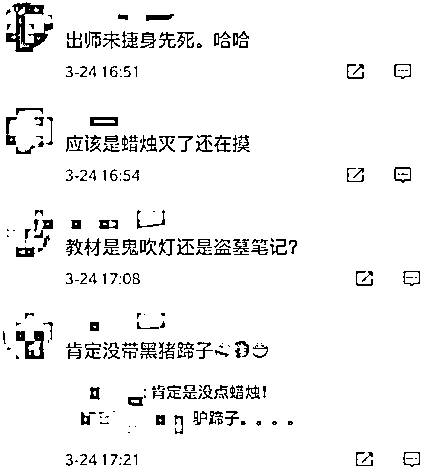 出师未捷身先死。哈哈
3-24 16:51
应该是蜡烛灭了还在摸
3-24 16:54
教材是鬼吹灯还是盗墓笔记?
3-24 17:08
肯定没带黑猪蹄子
:肯定是没点蜡烛!
驴蹄子。。。。
3-24 17:21